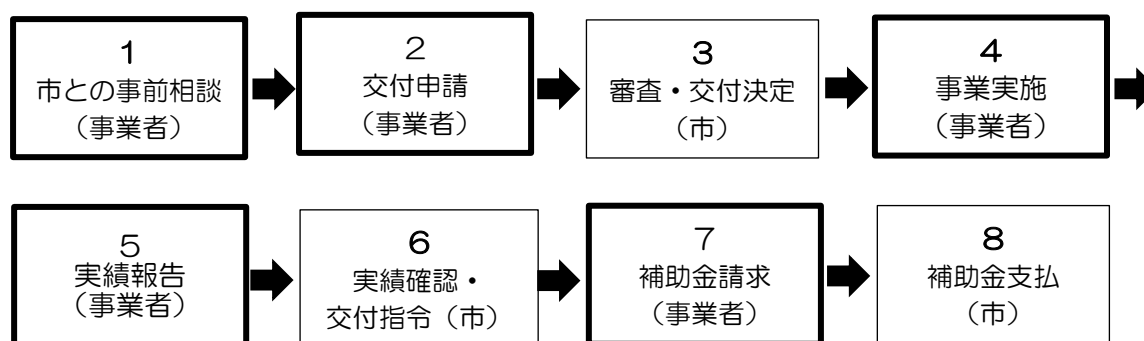 1
市との事前相談
（事業者）
2
交付申請
（事業者）
3
審査・交付決定
（市）
4
事業実施
（事業者）
5
実績報告
（事業者）
6
実績確認・
交付指令（市）
7
補助金請求
（事業者）
8
補助金支払
（市）